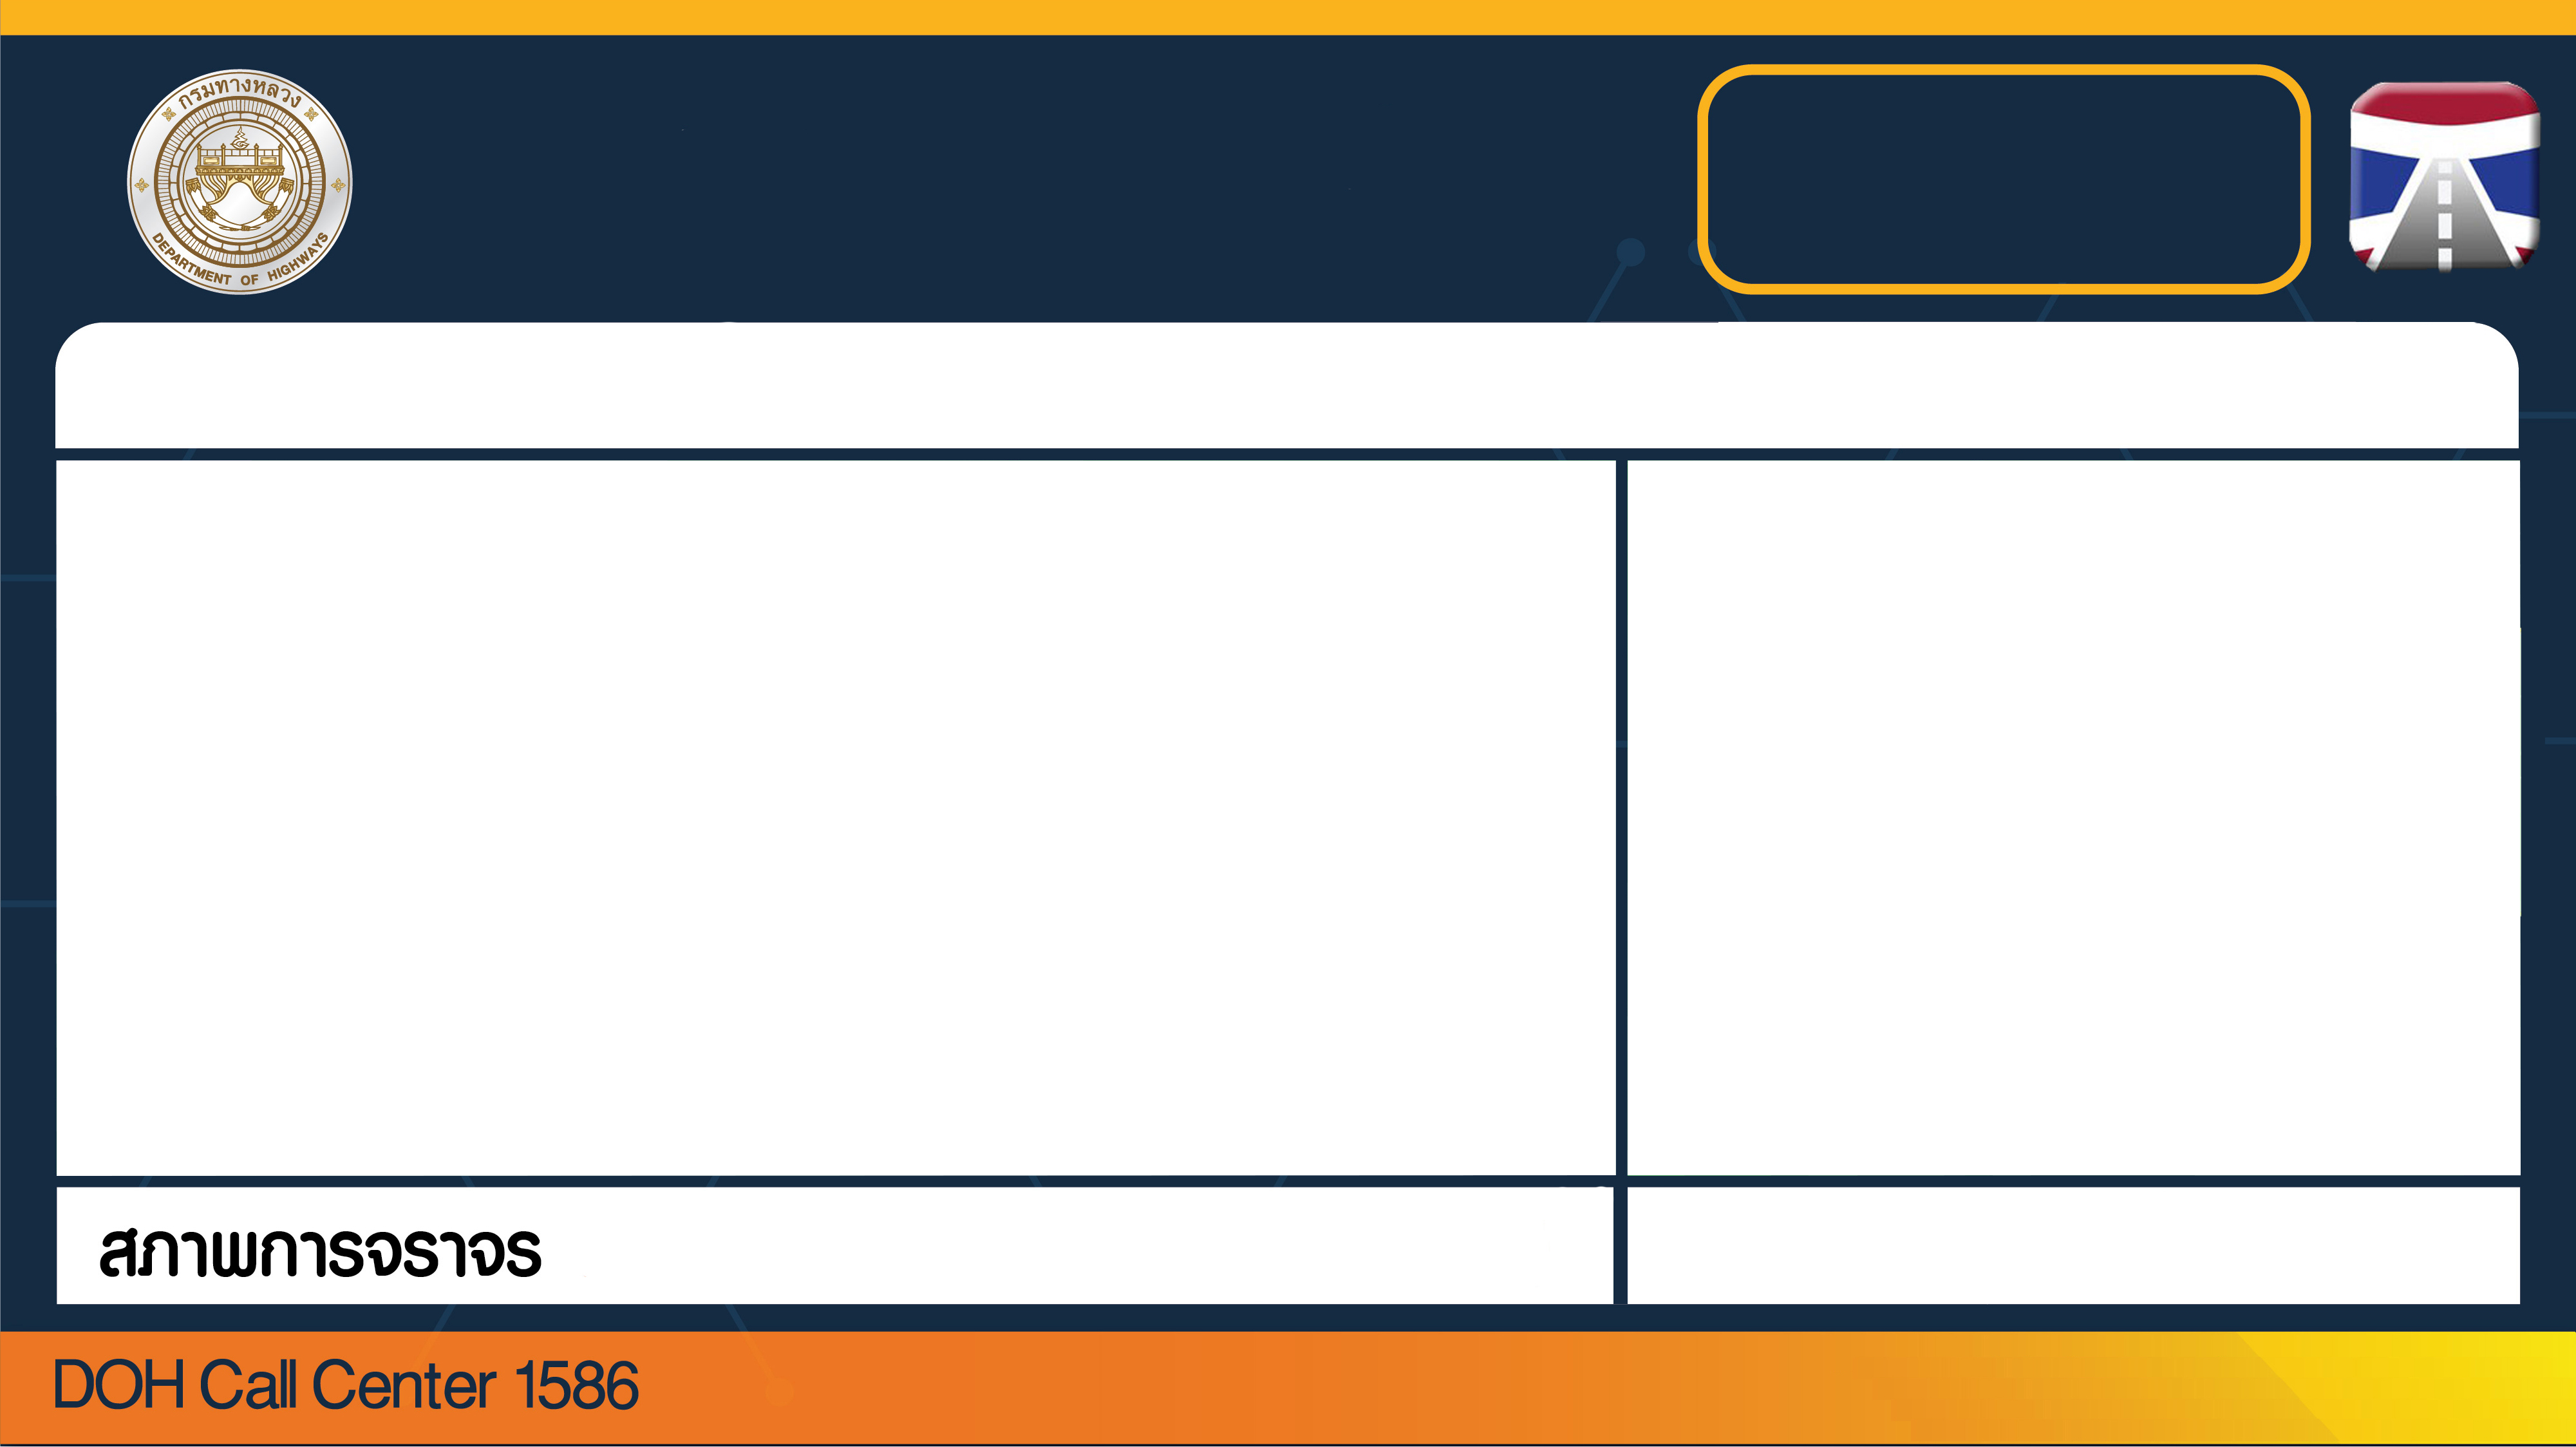 กรมทางหลวง
DEPARTMENT OF HIGHWAYS
สภาพการจราจร
DOH Call Center 1586